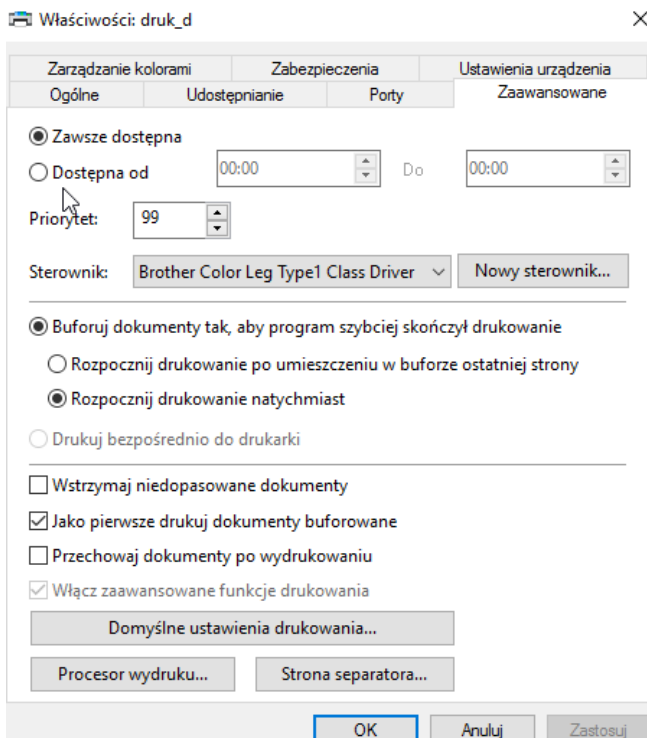 Właściwości: druk_d
Zarządzanie kolorami Zabezpieczenia Ustawienia urządzenia
Ogólne Udostępnianie Porty Zaawansowane
Zawsze dostępna
Dostępna od 00:00 Do 00:00
Priorytet: 99
Sterownik: Brother Color Leg Type1 Class Driver Nowy sterownik...
Buforuj dokumenty tak, aby program szybciej skończył drukowanie
Rozpocznij drukowanie po umieszczeniu w buforze ostatniej strony
Rozpocznij drukowanie natychmiast
Drukuj bezpośrednio do drukarki
Wstrzymaj niedopasowane dokumenty
Jako pierwsze drukuj dokumenty buforowane
Przechowaj dokumenty po wydrukowaniu
Włącz zaawansowane funkcje drukowania
Domyślne ustawienia drukowania...
Procesor wydruku... Strona separatora...
OK Anuluj Zastosuj